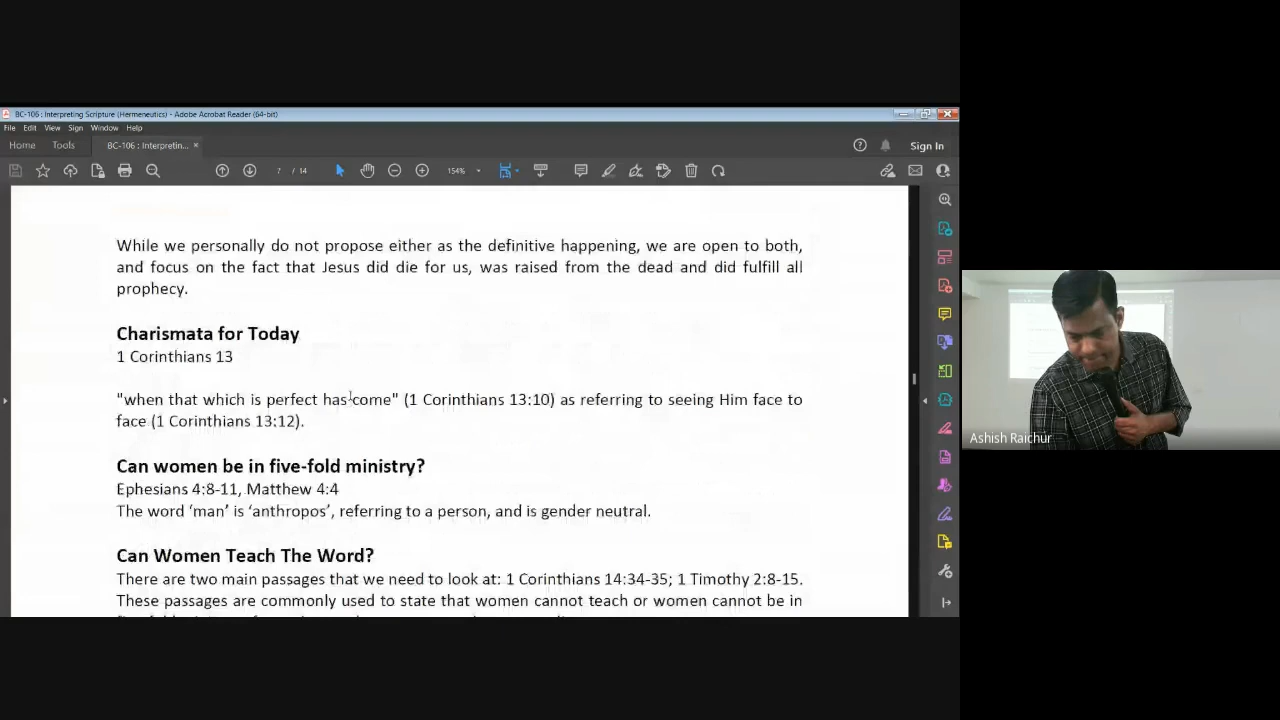 BC-106 : Interpreting Scripture (Hermeneutics) - Adobe Acrobat Reader (64-bit)
File Edit View Sign Window Help
Home Tools BC-106 : Interpretin... × Sign In
7 / 14 154%
While we personally do not propose either as the definitive happening, we are open to both,
and focus on the fact that Jesus did die for us, was raised from the dead and did fulfill all
prophecy.
Charismata for Today
1 Corinthians 13
"when that which is perfect has come" (1 Corinthians 13:10) as referring to seeing Him face to
face (1 Corinthians 13:12).
Can women be in five-fold ministry?
Ephesians 4:8-11, Matthew 4:4
The word ‘man’ is ‘anthropos’, referring to a person, and is gender neutral.
Can Women Teach The Word?
There are two main passages that we need to look at: 1 Corinthians 14:34-35; 1 Timothy 2:8-15.
These passages are commonly used to state that women cannot teach or women cannot be in
Ashish Raichur